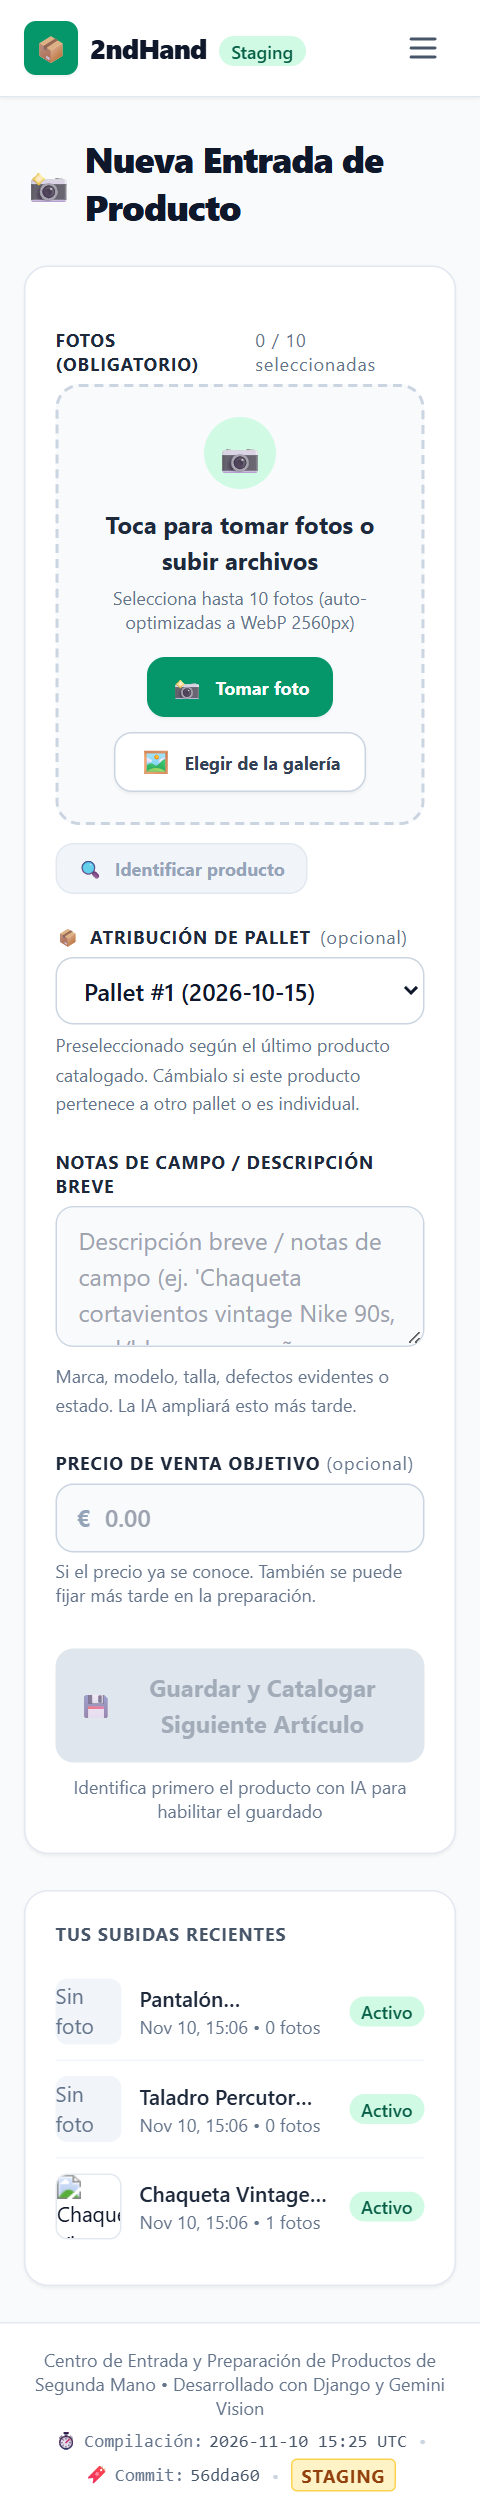 2ndHand Staging
Nueva Entrada de
Producto
FOTOS
(OBLIGATORIO)
0 / 10
seleccionadas
Toca para tomar fotos o
subir archivos
Selecciona hasta 10 fotos (auto-
optimizadas a WebP 2560px)
Tomar foto
Elegir de la galería
Identificar producto
ATRIBUCIÓN DE PALLET (opcional)
Pallet #1 (2026-10-15)
Preseleccionado según el último producto
catalogado. Cámbialo si este producto
pertenece a otro pallet o es individual.
NOTAS DE CAMPO / DESCRIPCIÓN
BREVE
Descripción breve / notas de
campo (ej. 'Chaqueta
cortavientos vintage Nike 90s,
Marca, modelo, talla, defectos evidentes o
estado. La IA ampliará esto más tarde.
PRECIO DE VENTA OBJETIVO (opcional)
€ 0.00
Si el precio ya se conoce. También se puede
fijar más tarde en la preparación.
Guardar y Catalogar
Siguiente Artículo
Identifica primero el producto con IA para
habilitar el guardado
TUS SUBIDAS RECIENTES
Sin
foto
Pantalón...
Nov 10, 15:06 • 0 fotos
Activo
Sin
foto
Taladro Percutor...
Nov 10, 15:06 • 0 fotos
Activo
Chaque
Chaqueta Vintage...
Nov 10, 15:06 • 1 fotos
Activo
Centro de Entrada y Preparación de Productos de
Segunda Mano • Desarrollado con Django y Gemini
Vision
Compilación: 2026-11-10 15:25 UTC •
Commit: 56dda60 • STAGING